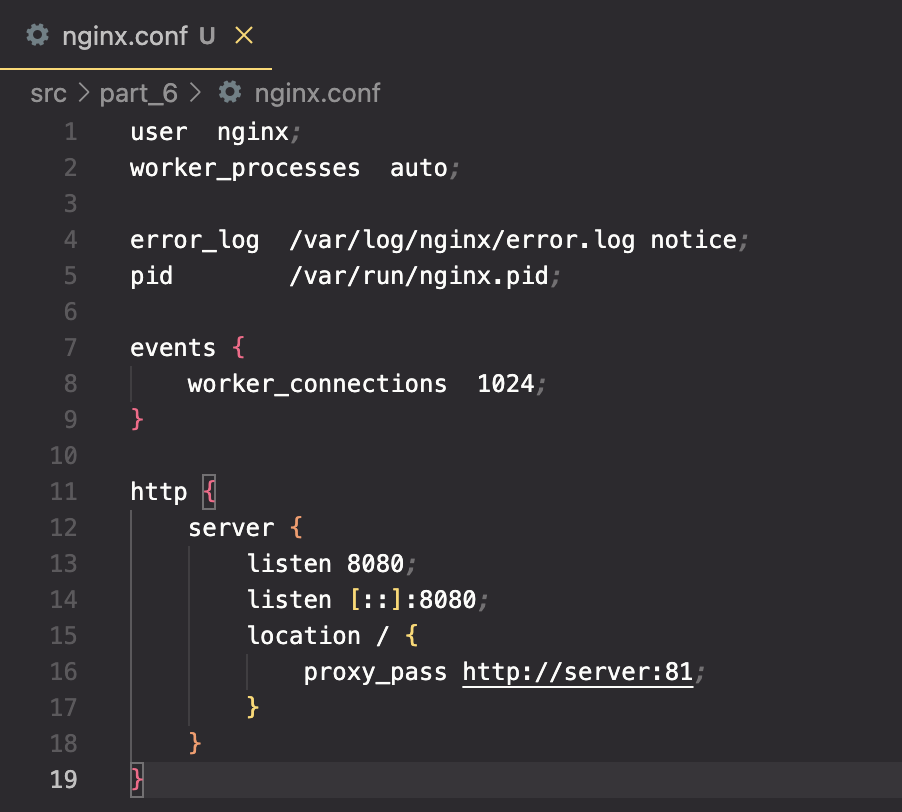 nginx.conf U
src > part_6 > nginx.conf
1 user  nginx;
2 worker_processes  auto;
3
4 error_log  /var/log/nginx/error.log notice;
5 pid        /var/run/nginx.pid;
6
7 events {
8     worker_connections  1024;
9 }
10
11 http {
12     server {
13         listen 8080;
14         listen [::]:8080;
15         location / {
16             proxy_pass http://server:81;
17         }
18     }
19 }